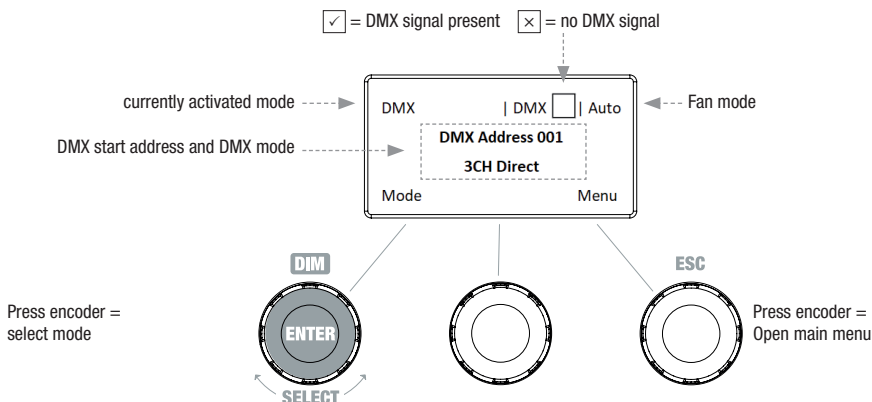 ✓ = DMX signal present × = no DMX signal
currently activated mode
DMX | DMX | Auto
Fan mode
DMX start address and DMX mode
DMX Address 001
3CH Direct
Mode Menu
DIM
ESC
Press encoder =
select mode
ENTER
SELECT
Press encoder =
Open main menu